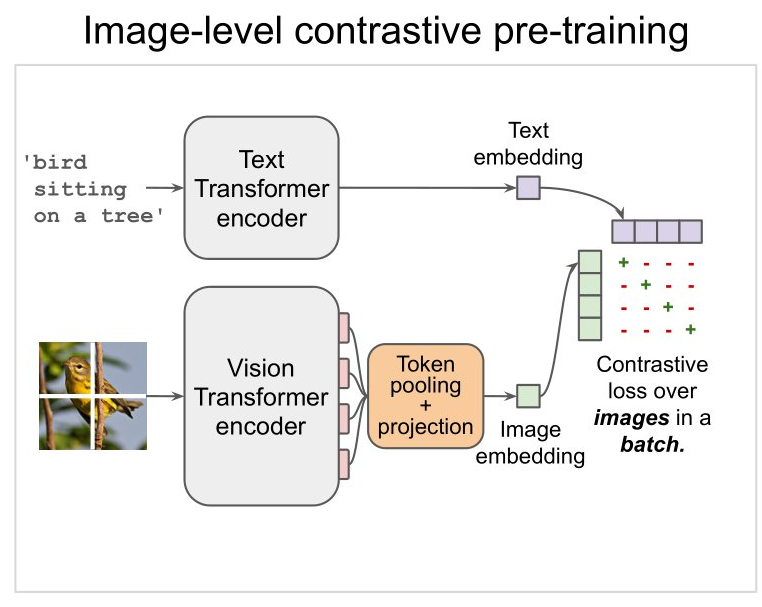 Image-level contrastive pre-training
'bird
sitting
on a tree'
Text
Transformer
encoder
Text
embedding
+ - - -
- + - -
- - + -
- - - +
Vision
Transformer
encoder
Token
pooling
+
projection
Image
embedding
Contrastive
loss over
images in a
batch.